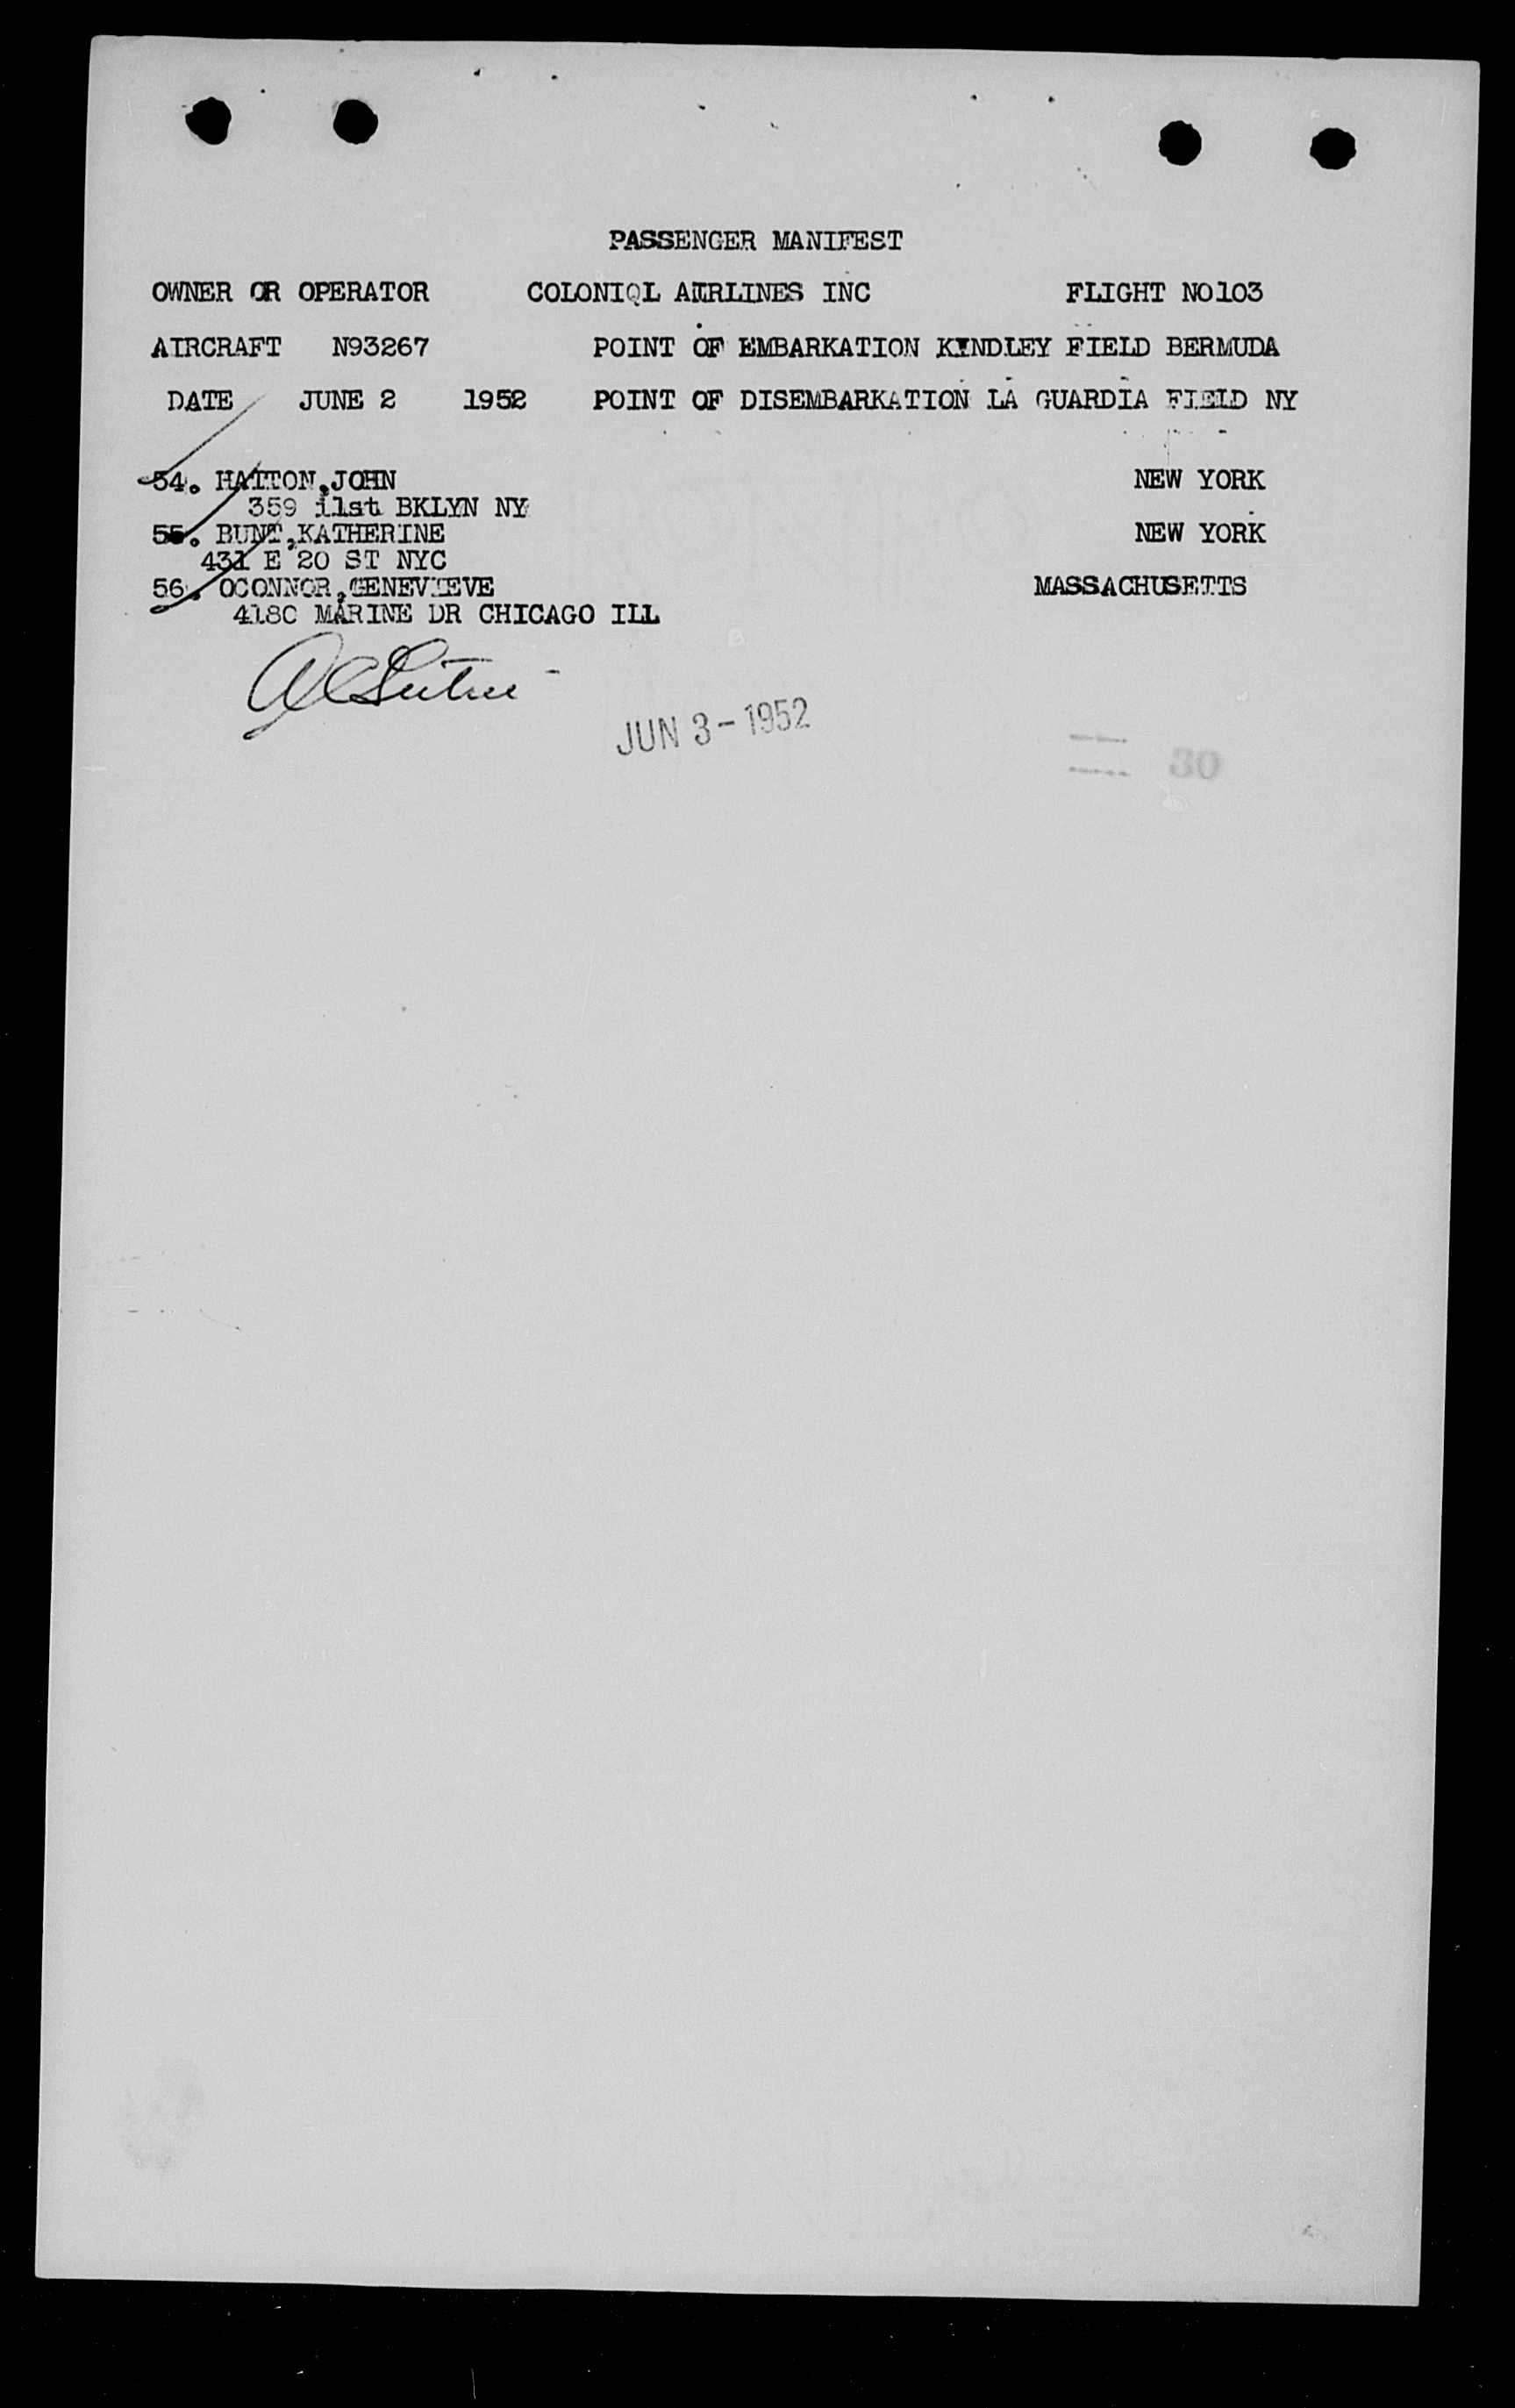 PASSENGER MANIFEST
OWNER OR OPERATOR COLONIQL AIRLINES INC FLIGHT NO103
AIRCRAFT N93267 POINT OF EMBARKATION KINDLEY FIELD BERMUDA
DATE JUNE 2 1952 POINT OF DISEMBARKATION LA GUARDIA FIELD NY
54. HATTON,JOHN NEW YORK
359 11st BKLYN NY
55. BUNT,KATHERINE NEW YORK
431 E 20 ST NYC
56. OCONNOR,GENEVIEVE MASSACHUSETTS
4180 MARINE DR CHICAGO ILL
JUN 3-1952
30